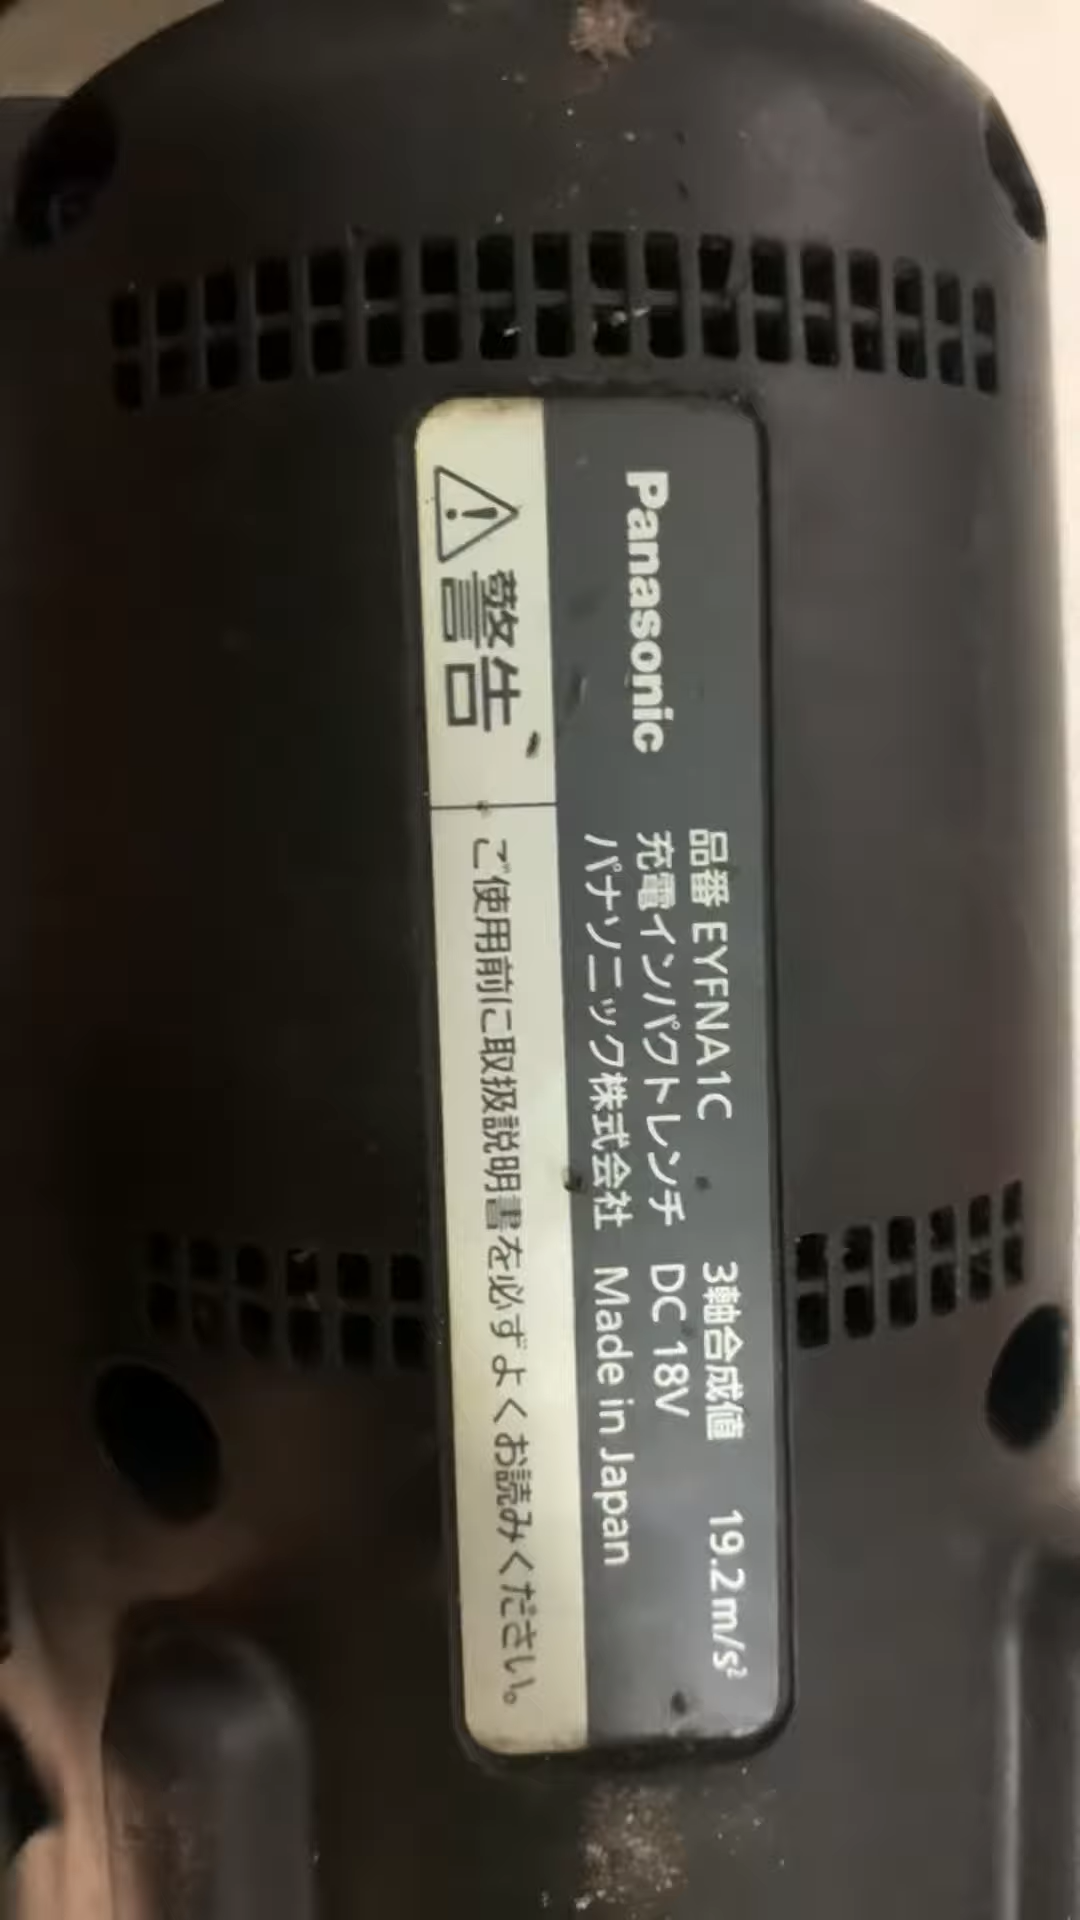 Panasonic
品番 EYFNA1C 3軸合成値 19.2m/s²
充電インパクトレンチ DC 18V
パナソニック株式会社 Made in Japan
警告
ご使用前に取扱説明書を必ずよくお読みください。